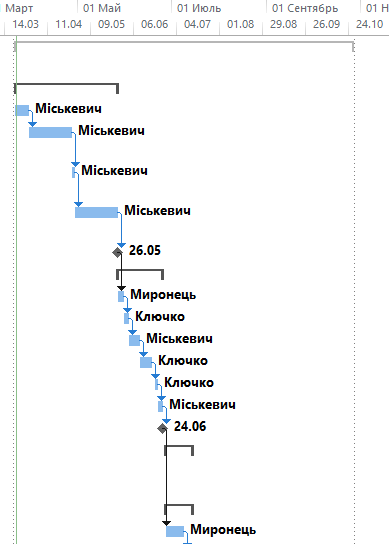 Март 01 Май 01 Июль 01 Сентябрь 01 Н
14.03 11.04 09.05 06.06 04.07 01.08 29.08 26.09 24.10
Міськевич
Міськевич
Міськевич
Міськевич
26.05
Миронець
Ключко
Міськевич
Ключко
Ключко
Міськевич
24.06
Миронець